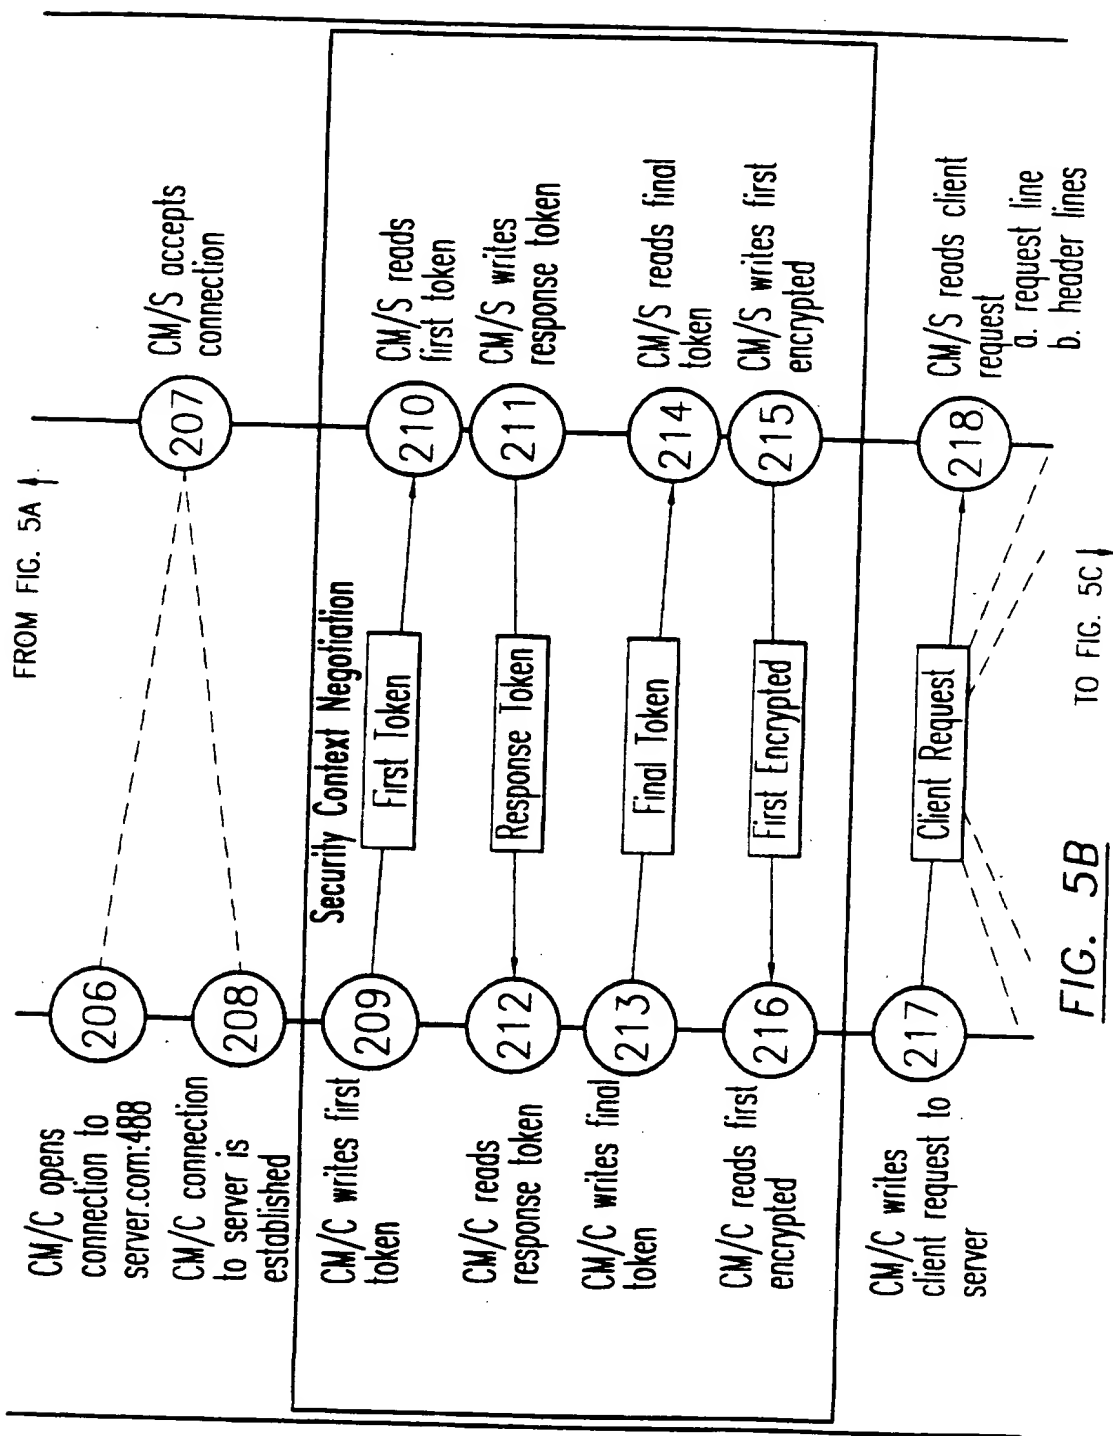 FROM FIG. 5A
CM/C opens
connection to
server.com:488
206
207
CM/S accepts
connection
CM/C connection
to server is
established
208
Security Context Negotiation
CM/C writes first
token
209
First Token
210
CM/S reads
first token
CM/C reads
response token
212
Response Token
211
CM/S writes
response token
CM/C writes final
token
213
Final Token
214
CM/S reads final
token
CM/C reads first
encrypted
216
First Encrypted
215
CM/S writes first
encrypted
CM/C writes
client request to
server
217
Client Request
218
CM/S reads client
request
a. request line
b. header lines
TO FIG. 5C
FIG. 5B